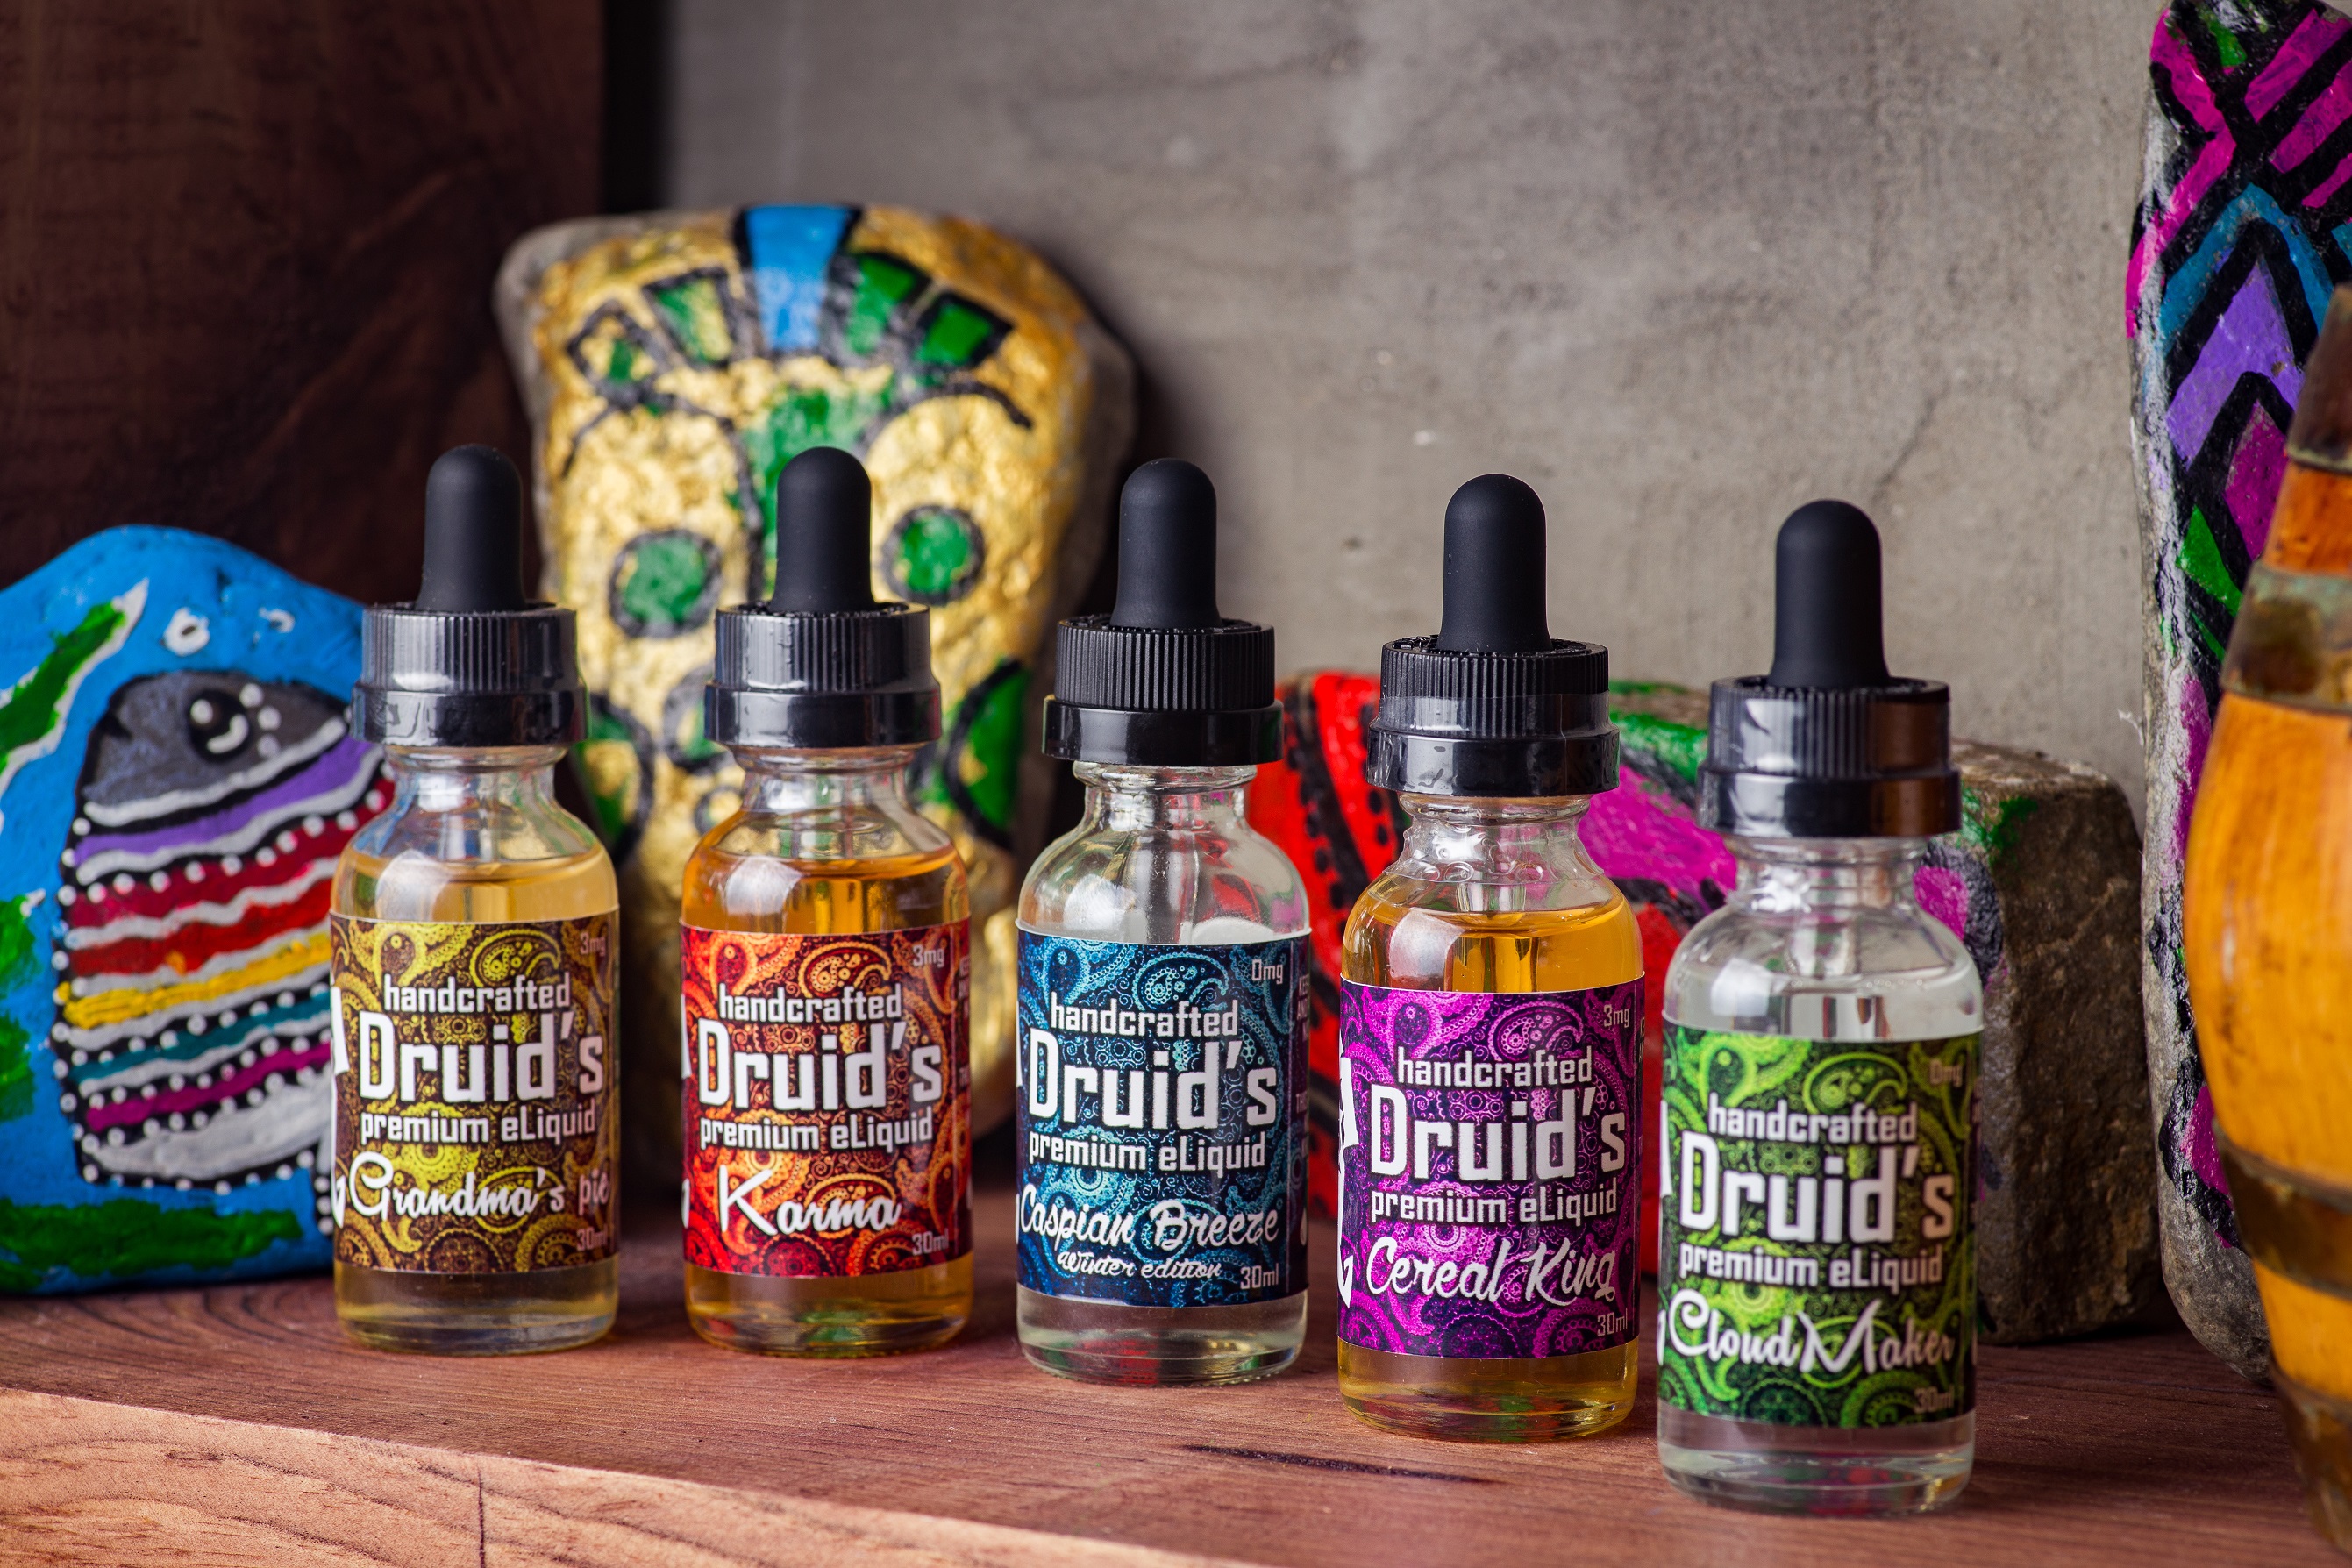 3mg
handcrafted
Druid's
premium eLiquid
Grandma's pie
30ml
3mg
handcrafted
Druid's
premium eLiquid
Karma
30ml
0mg
handcrafted
Druid's
premium eLiquid
Caspian Breeze
Winter edition
30ml
3mg
handcrafted
Druid's
premium eLiquid
Cereal King
30ml
0mg
handcrafted
Druid's
premium eLiquid
Cloud Maker
30ml